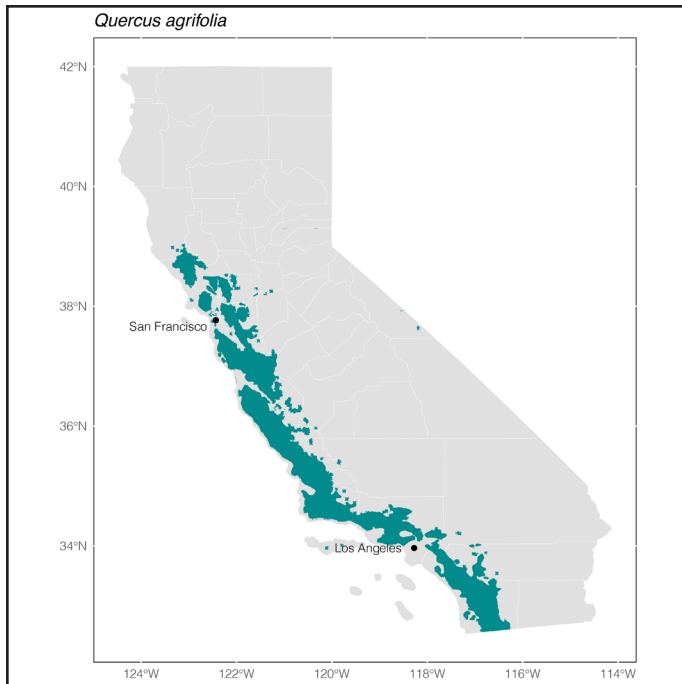 Quercus agrifolia
42°N
40°N
38°N
San Francisco
36°N
34°N
Los Angeles
124°W
122°W
120°W
118°W
116°W
114°W